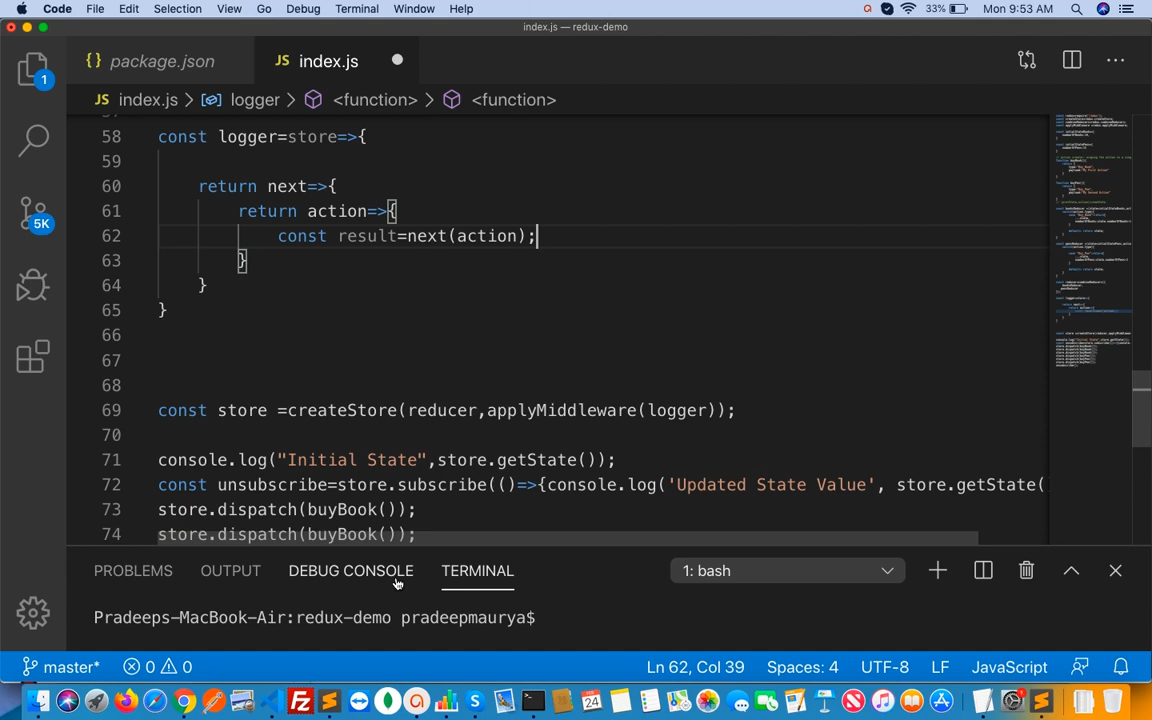 Code File Edit Selection View Go Debug Terminal Window Help 33% Mon 9:53 AM
index.js — redux-demo
{} package.json JS index.js
1
JS index.js > logger > <function> > <function>
58 const logger=store=>{
59
60 return next=>{
61 return action=>{
62 const result=next(action);
63 }
64 }
65 }
66
67
68
69 const store =createStore(reducer,applyMiddleware(logger));
70
71 console.log("Initial State",store.getState());
72 const unsubscribe=store.subscribe(()=>{console.log('Updated State Value', store.getState(
73 store.dispatch(buyBook());
74 store.dispatch(buyBook());
5K
PROBLEMS OUTPUT DEBUG CONSOLE TERMINAL 1: bash
Pradeeps-MacBook-Air:redux-demo pradeepmaurya$
master* 0 0 Ln 62, Col 39 Spaces: 4 UTF-8 LF JavaScript